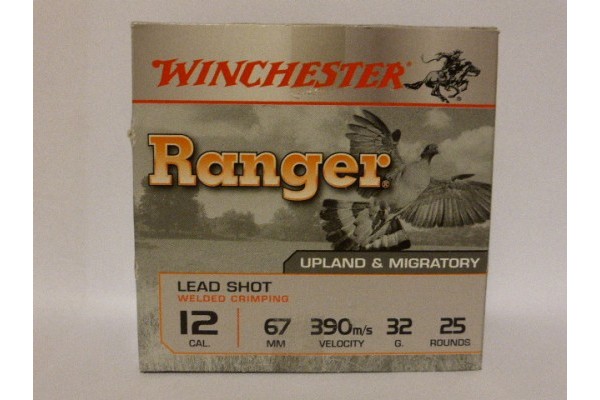 WINCHESTER®
Ranger®
UPLAND & MIGRATORY
LEAD SHOT
WELDED CRIMPING
12 67 390m/s 32 25
CAL. MM VELOCITY G. ROUNDS